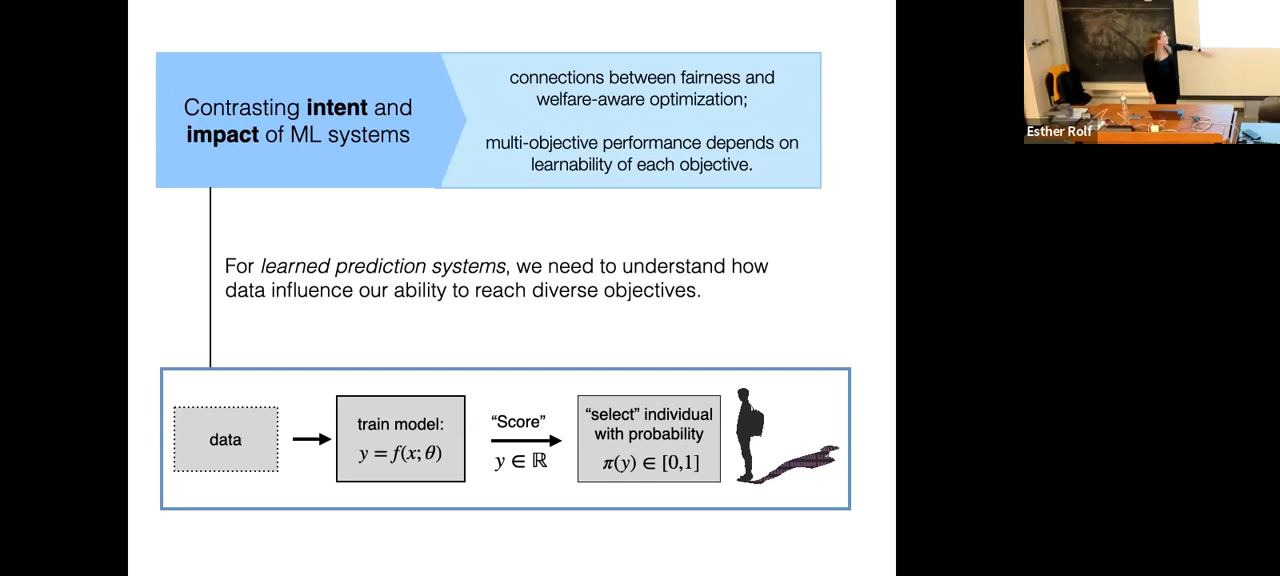 Contrasting intent and
impact of ML systems
connections between fairness and
welfare-aware optimization;
multi-objective performance depends on
learnability of each objective.
For learned prediction systems, we need to understand how
data influence our ability to reach diverse objectives.
data
train model:
y = f(x; θ)
“Score”
y ∈ ℝ
“select” individual
with probability
π(y) ∈ [0,1]
Esther Rolf